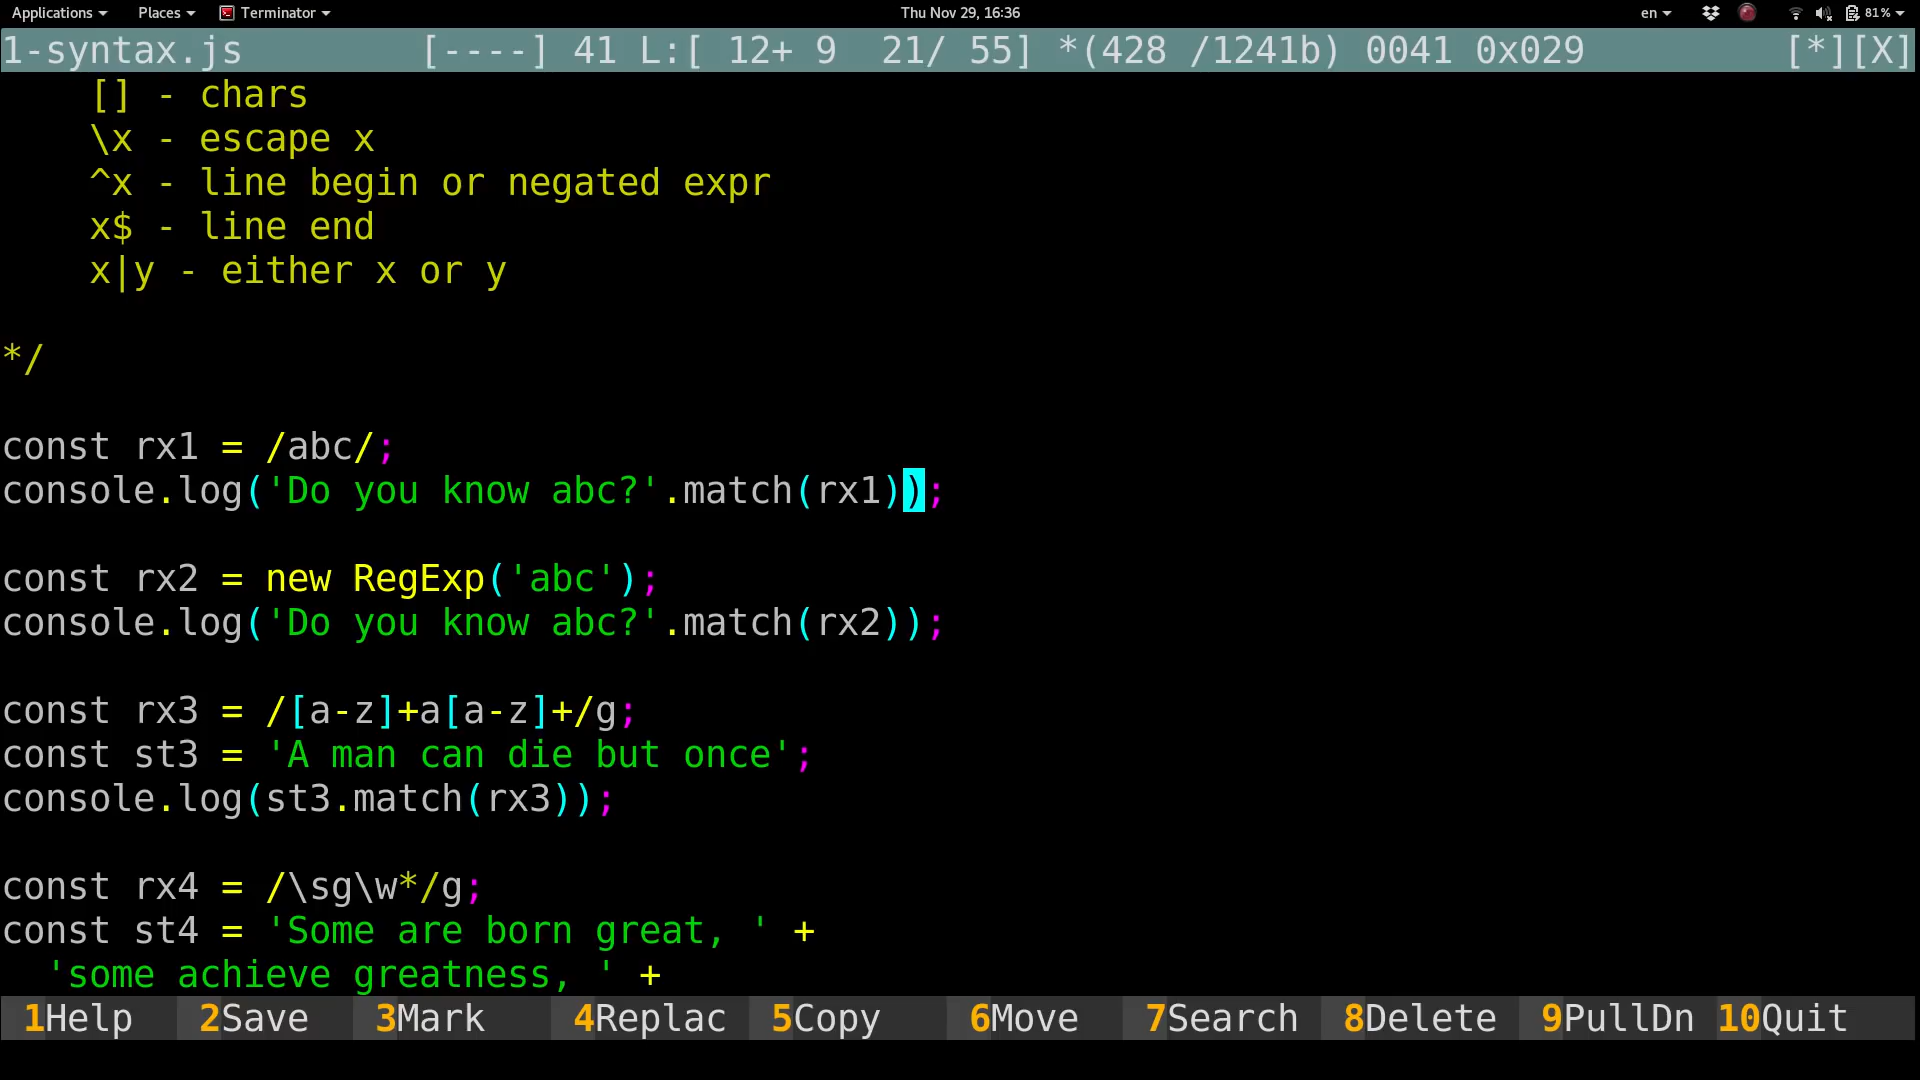 Applications Places Terminator Thu Nov 29, 16:36 en 81%
1-syntax.js [----] 41 L:[ 12+ 9 21/ 55] *(428 /1241b) 0041 0x029 [*][X]
[] - chars
\x - escape x
^x - line begin or negated expr
x$ - line end
x|y - either x or y
*/
const rx1 = /abc/;
console.log('Do you know abc?'.match(rx1));
const rx2 = new RegExp('abc');
console.log('Do you know abc?'.match(rx2));
const rx3 = /[a-z]+a[a-z]+/g;
const st3 = 'A man can die but once';
console.log(st3.match(rx3));
const rx4 = /\sg\w*/g;
const st4 = 'Some are born great, ' +
'some achieve greatness, ' +
1Help 2Save 3Mark 4Replac 5Copy 6Move 7Search 8Delete 9PullDn 10Quit